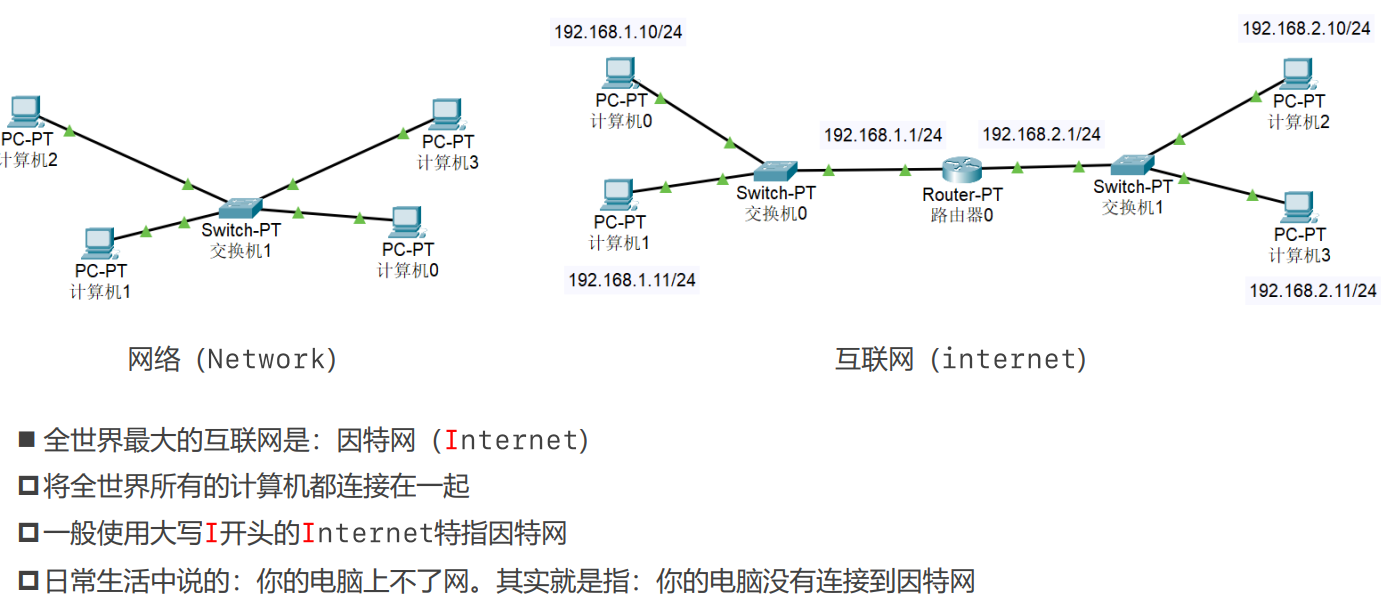 192.168.1.10/24
192.168.2.10/24
PC-PT
计算机2
PC-PT
计算机3
Switch-PT
交换机1
PC-PT
计算机1
PC-PT
计算机0
网络（Network）
PC-PT
计算机0
192.168.1.1/24
192.168.2.1/24
PC-PT
计算机2
Switch-PT
交换机0
Router-PT
路由器0
Switch-PT
交换机1
PC-PT
计算机1
192.168.1.11/24
PC-PT
计算机3
192.168.2.11/24
互联网（internet）
全世界最大的互联网是：因特网（Internet）
将全世界所有的计算机都连接在一起
一般使用大写I开头的Internet特指因特网
日常生活中说的：你的电脑上不了网。其实就是指：你的电脑没有连接到因特网